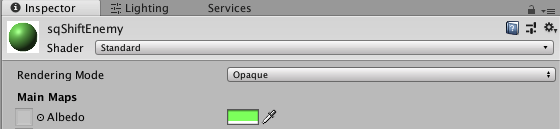 Inspector Lighting Services
sqShiftEnemy
Shader Standard
Rendering Mode Opaque
Main Maps
Albedo